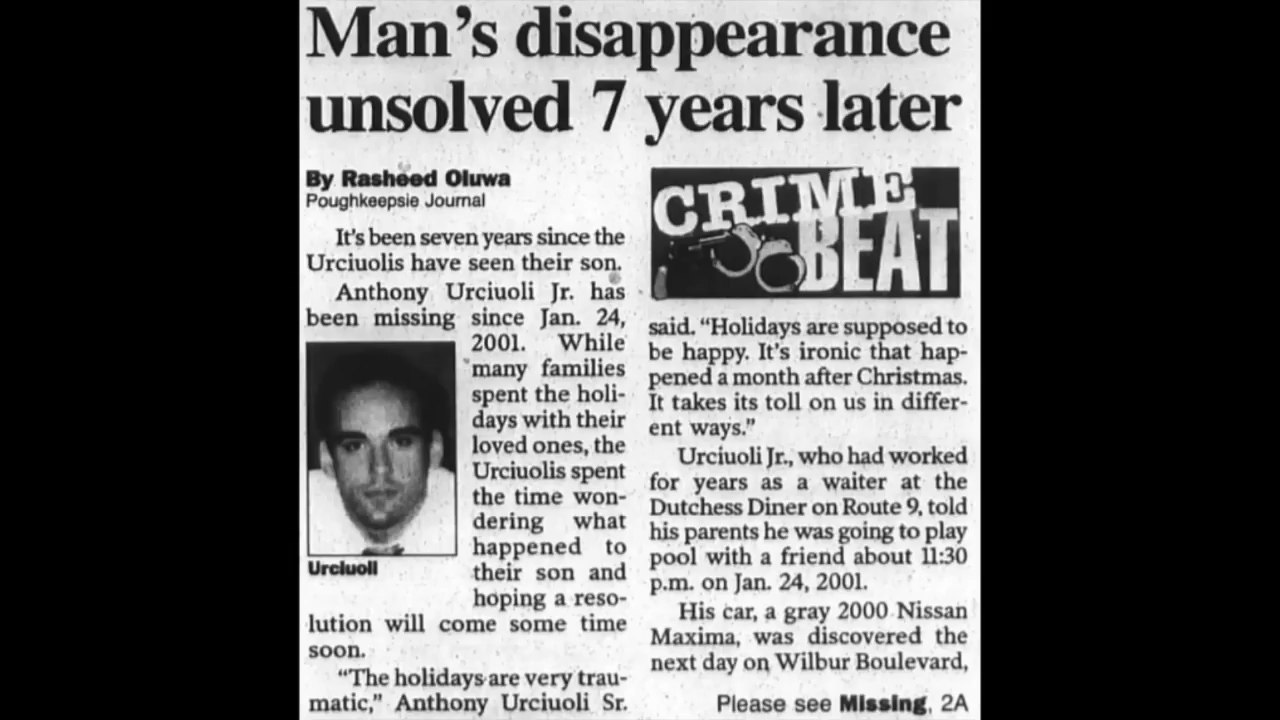 Man's disappearance
unsolved 7 years later
By Rasheed Oluwa
Poughkeepsie Journal
It's been seven years since the
Urciuolis have seen their son.
Anthony Urciuoli Jr. has
been missing since Jan. 24,
2001. While
many families
spent the holi-
days with their
loved ones, the
Urciuolis spent
the time won-
dering what
happened to
their son and
hoping a reso-
lution will come some time
soon.
"The holidays are very trau-
matic," Anthony Urciuoli Sr.
Urciuoli
CRIME
BEAT
said. "Holidays are supposed to
be happy. It's ironic that hap-
pened a month after Christmas.
It takes its toll on us in differ-
ent ways."
Urciuoli Jr., who had worked
for years as a waiter at the
Dutchess Diner on Route 9, told
his parents he was going to play
pool with a friend about 11:30
p.m. on Jan. 24, 2001.
His car, a gray 2000 Nissan
Maxima, was discovered the
next day on Wilbur Boulevard,
Please see Missing, 2A